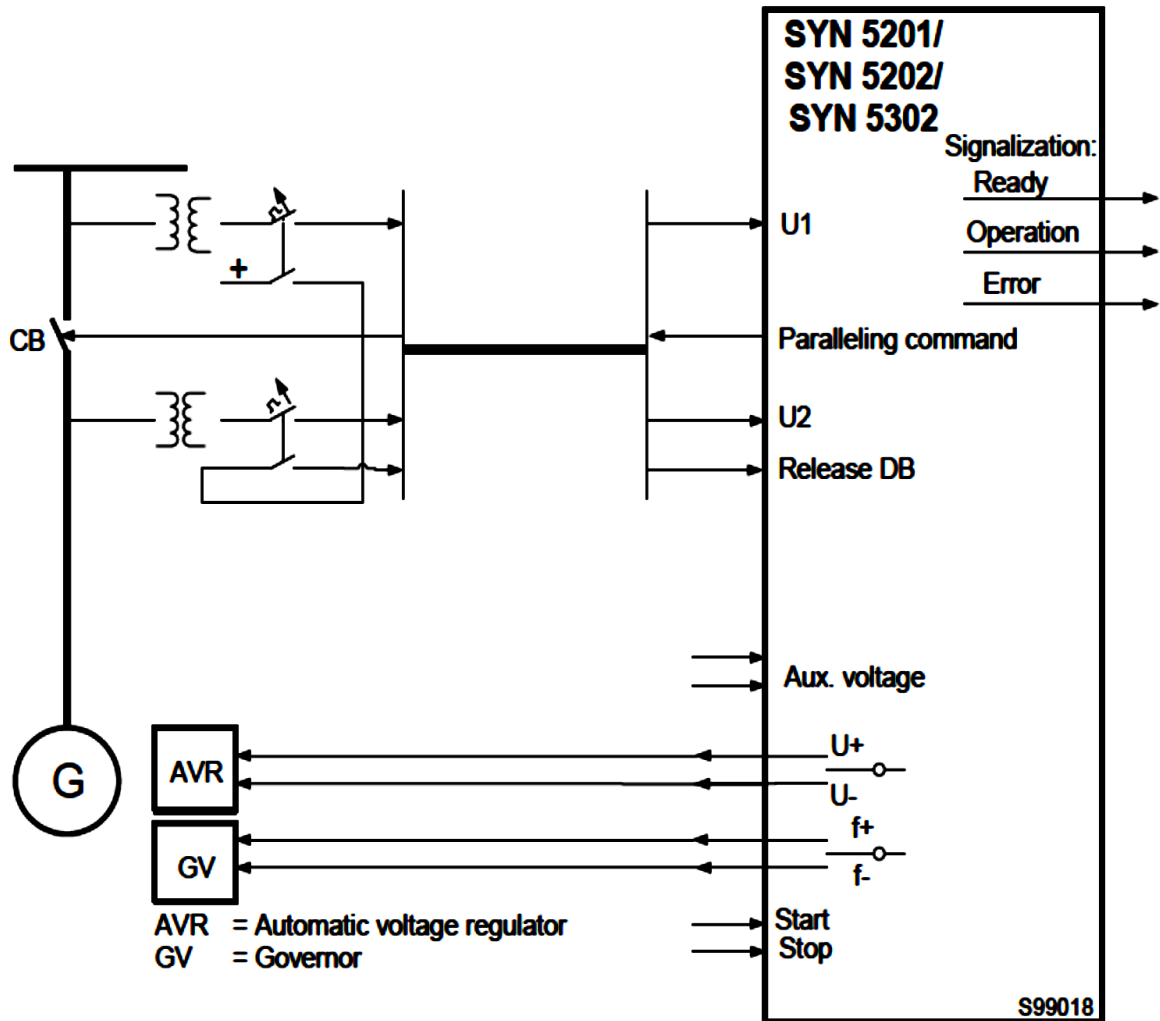 SYN 5201/
SYN 5202/
SYN 5302
Signalization:
Ready
Operation
Error
U1
+
CB
Paralleling command
U2
Release DB
Aux. voltage
G
AVR
U+
U-
GV
f+
f-
AVR = Automatic voltage regulator
GV = Governor
Start
Stop
S99018